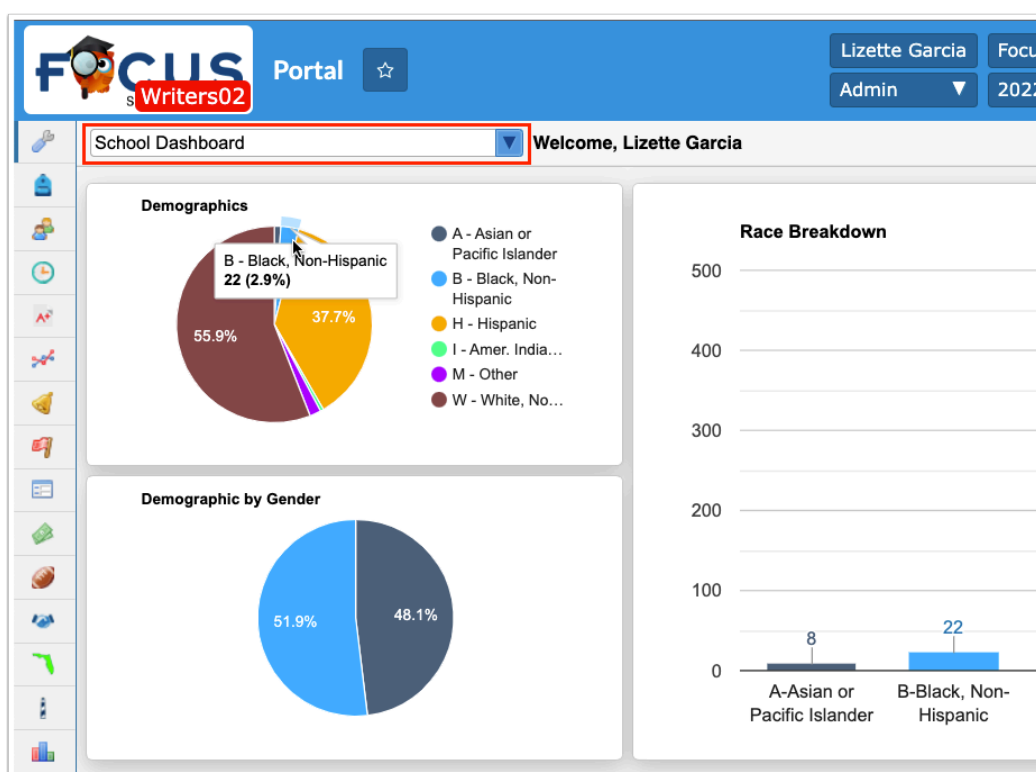 FOCUS
Writers02
Portal
Lizette Garcia
Admin
School Dashboard
Welcome, Lizette Garcia
Demographics
B - Black, Non-Hispanic
22 (2.9%)
55.9%
37.7%
A - Asian or
Pacific Islander
B - Black, Non-
Hispanic
H - Hispanic
I - Amer. India...
M - Other
W - White, No...
Demographic by Gender
51.9%
48.1%
Race Breakdown
500
400
300
200
100
0
8
22
A-Asian or
Pacific Islander
B-Black, Non-
Hispanic